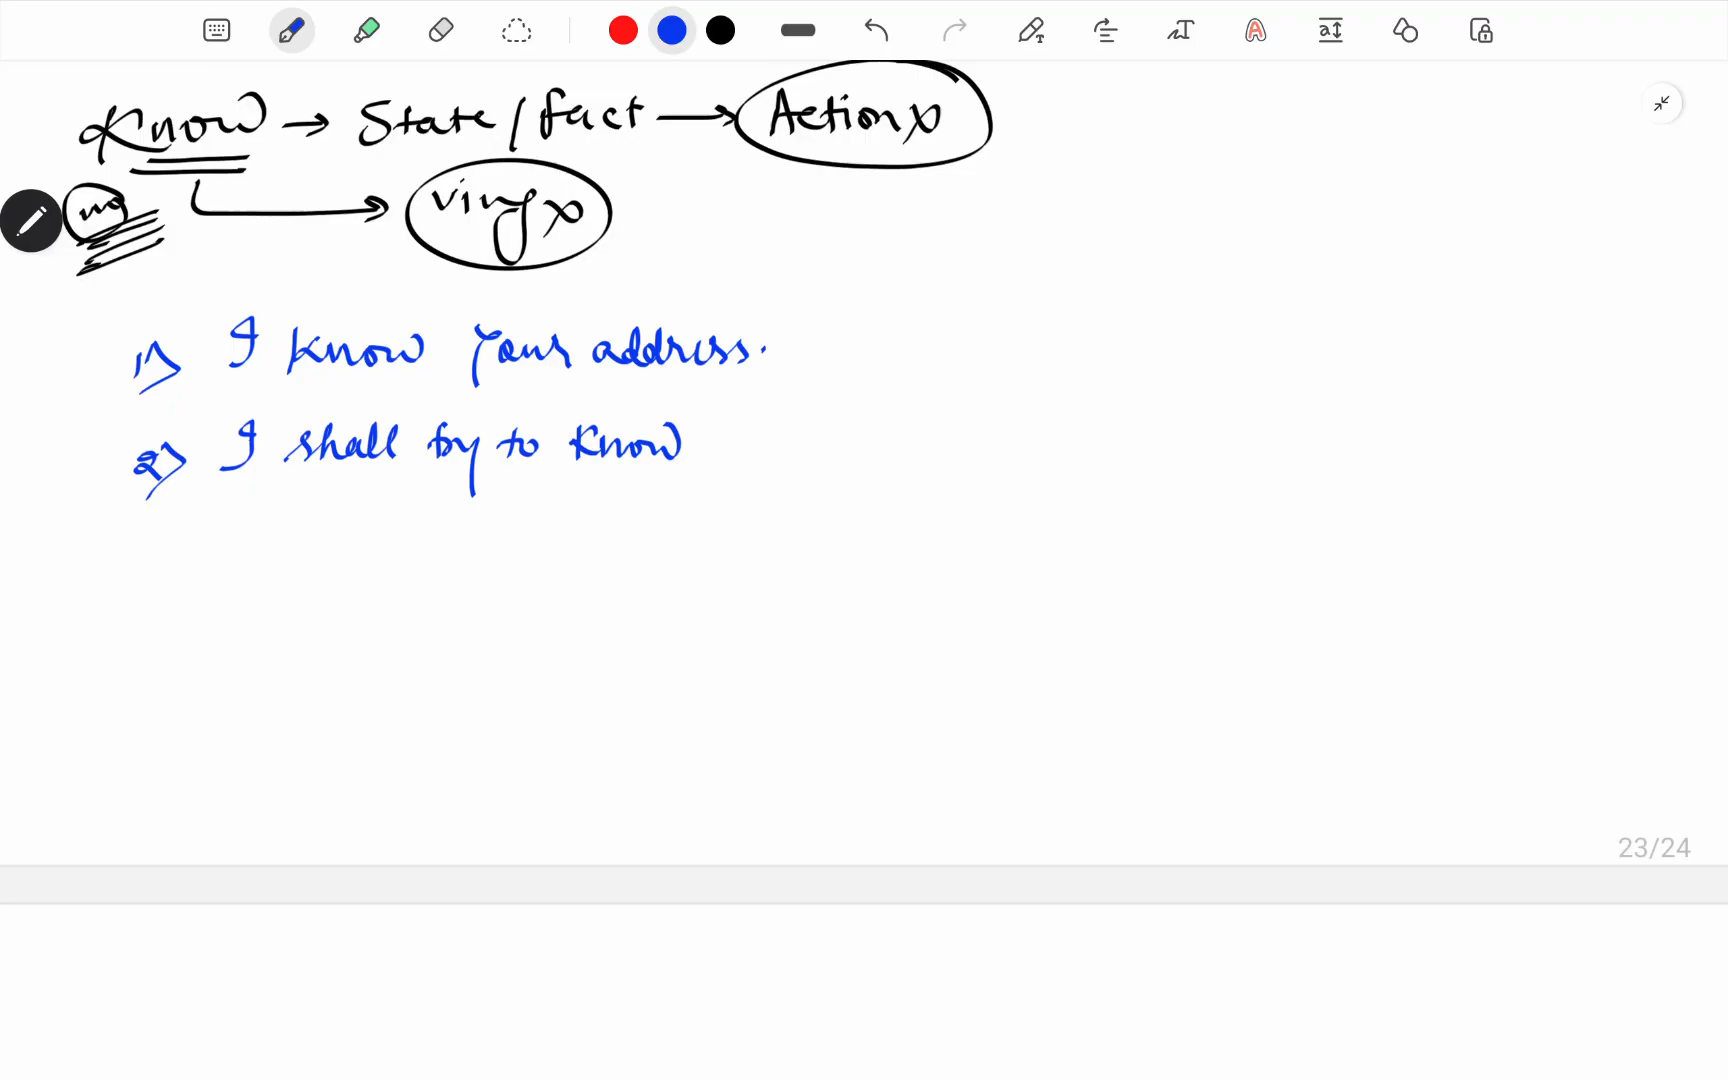 Know → State / fact → Action x
Ving x
1) I know your address.
2) I shall try to know
23/24